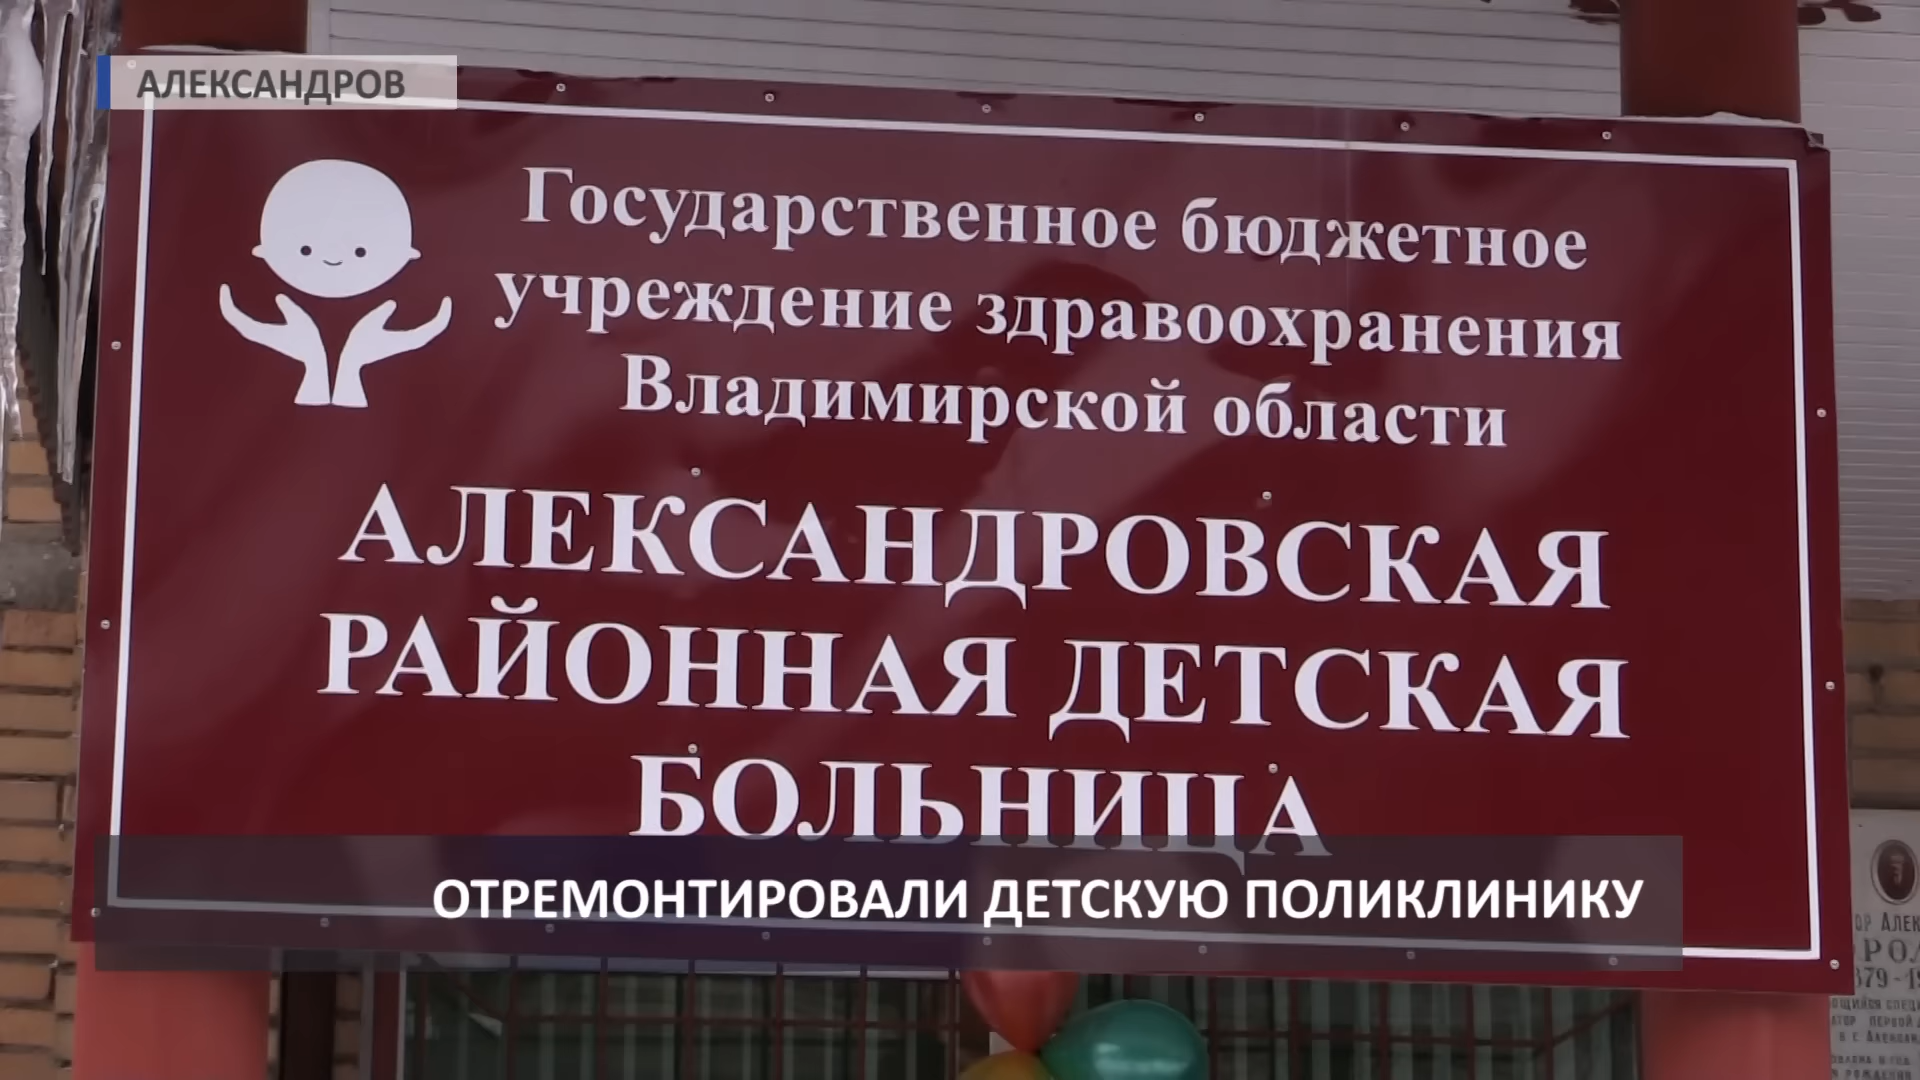 АЛЕКСАНДРОВ
Государственное бюджетное
учреждение здравоохранения
Владимирской области
АЛЕКСАНДРОВСКАЯ
РАЙОННАЯ ДЕТСКАЯ
БОЛЬНИЦА
ОТРЕМОНТИРОВАЛИ ДЕТСКУЮ ПОЛИКЛИНИКУ